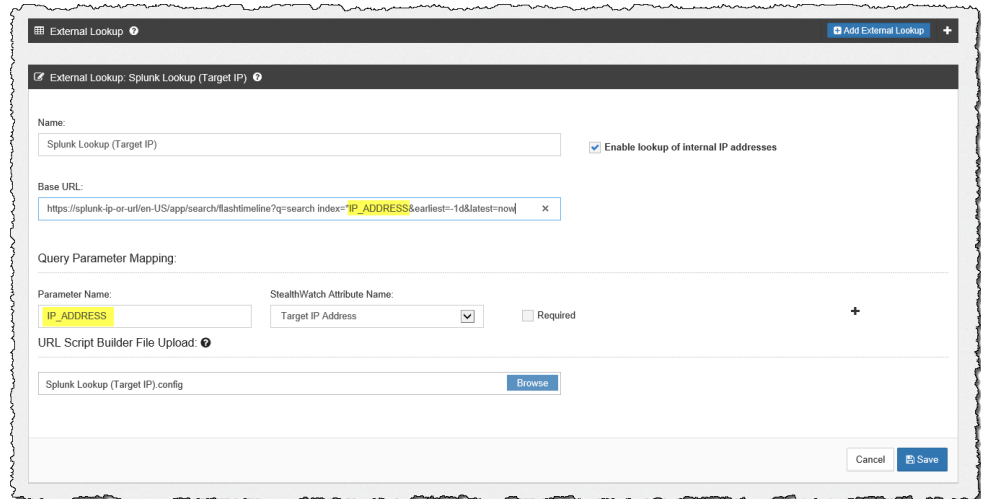 External Lookup
Add External Lookup
External Lookup: Splunk Lookup (Target IP)
Name:
Splunk Lookup (Target IP)
Enable lookup of internal IP addresses
Base URL:
https://splunk-ip-or-url/en-US/app/search/flashtimeline?q=search index=*IP_ADDRESS&earliest=-1d&latest=now
Query Parameter Mapping:
Parameter Name:
StealthWatch Attribute Name:
IP_ADDRESS
Target IP Address
Required
URL Script Builder File Upload:
Splunk Lookup (Target IP).config
Browse
Cancel
Save